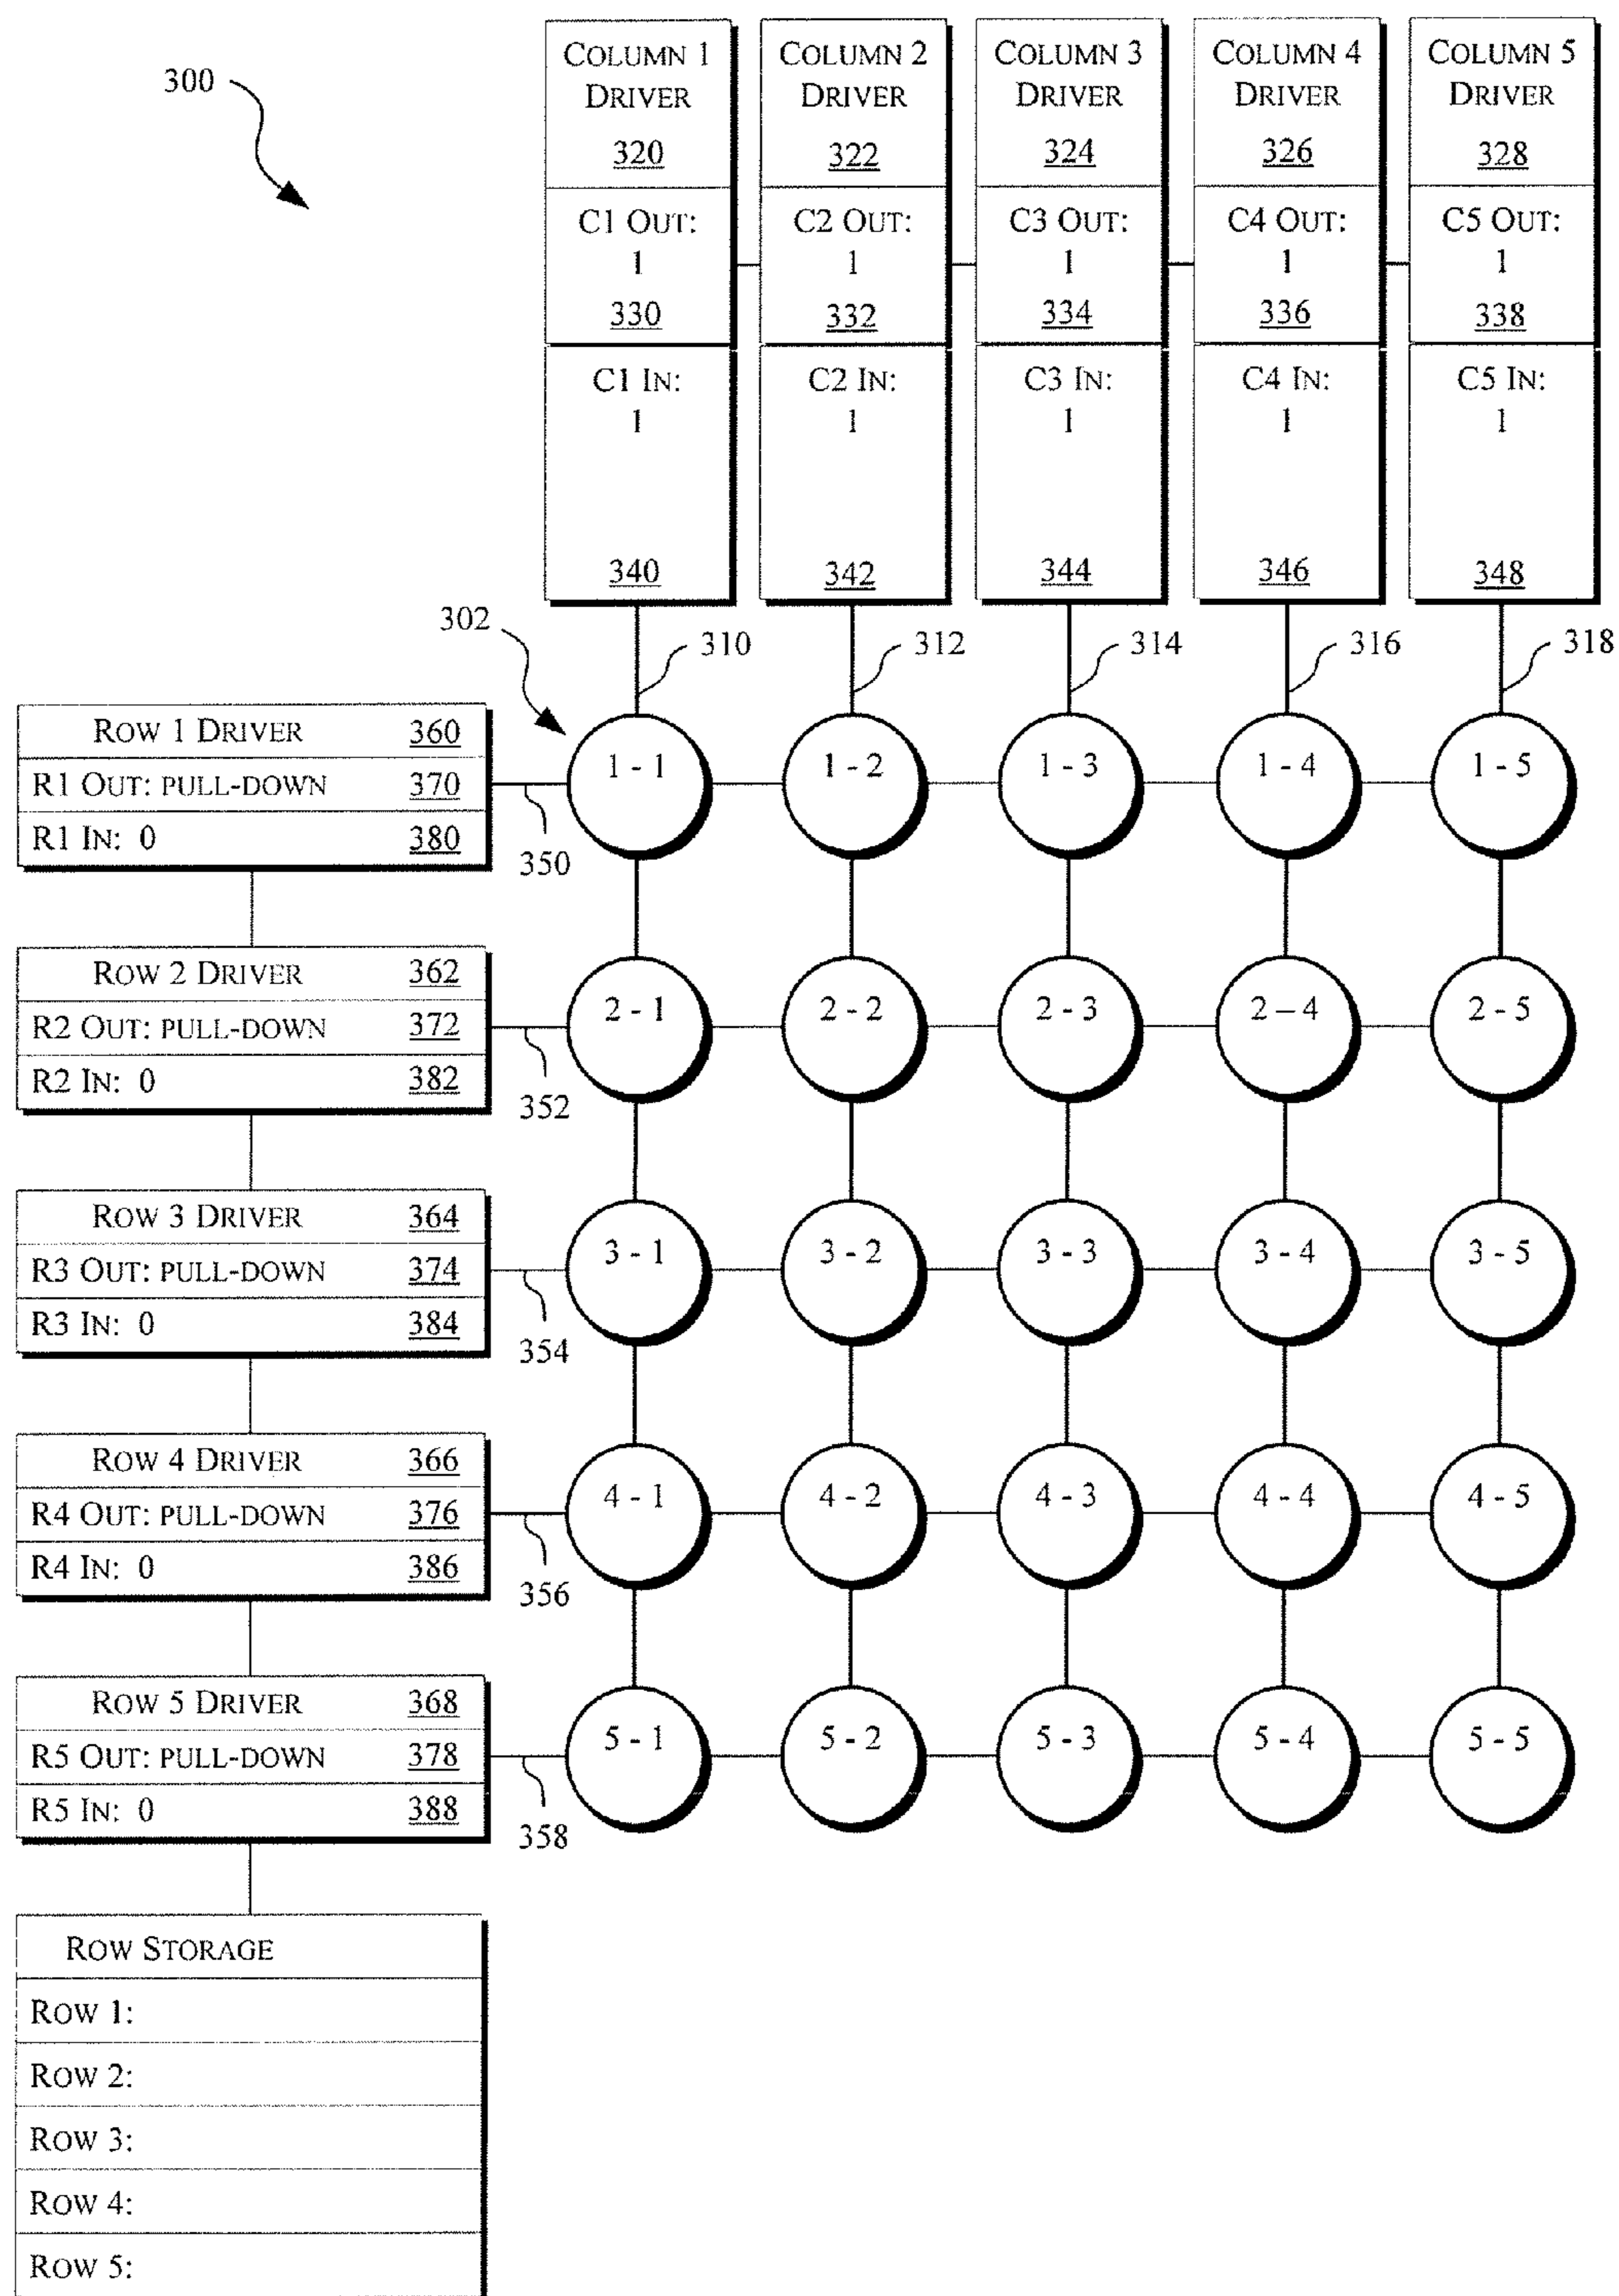 300
COLUMN 1 DRIVER 320
C1 OUT: 1 330
C1 IN: 1 340
COLUMN 2 DRIVER 322
C2 OUT: 1 332
C2 IN: 1 342
COLUMN 3 DRIVER 324
C3 OUT: 1 334
C3 IN: 1 344
COLUMN 4 DRIVER 326
C4 OUT: 1 336
C4 IN: 1 346
COLUMN 5 DRIVER 328
C5 OUT: 1 338
C5 IN: 1 348
302
310
312
314
316
318
ROW 1 DRIVER 360
R1 OUT: PULL-DOWN 370
R1 IN: 0 380
350
1 - 1
1 - 2
1 - 3
1 - 4
1 - 5
ROW 2 DRIVER 362
R2 OUT: PULL-DOWN 372
R2 IN: 0 382
352
2 - 1
2 - 2
2 - 3
2 – 4
2 - 5
ROW 3 DRIVER 364
R3 OUT: PULL-DOWN 374
R3 IN: 0 384
354
3 - 1
3 - 2
3 - 3
3 - 4
3 - 5
ROW 4 DRIVER 366
R4 OUT: PULL-DOWN 376
R4 IN: 0 386
356
4 - 1
4 - 2
4 - 3
4 - 4
4 - 5
ROW 5 DRIVER 368
R5 OUT: PULL-DOWN 378
R5 IN: 0 388
358
5 - 1
5 - 2
5 - 3
5 - 4
5 - 5
ROW STORAGE
ROW 1:
ROW 2:
ROW 3:
ROW 4:
ROW 5: